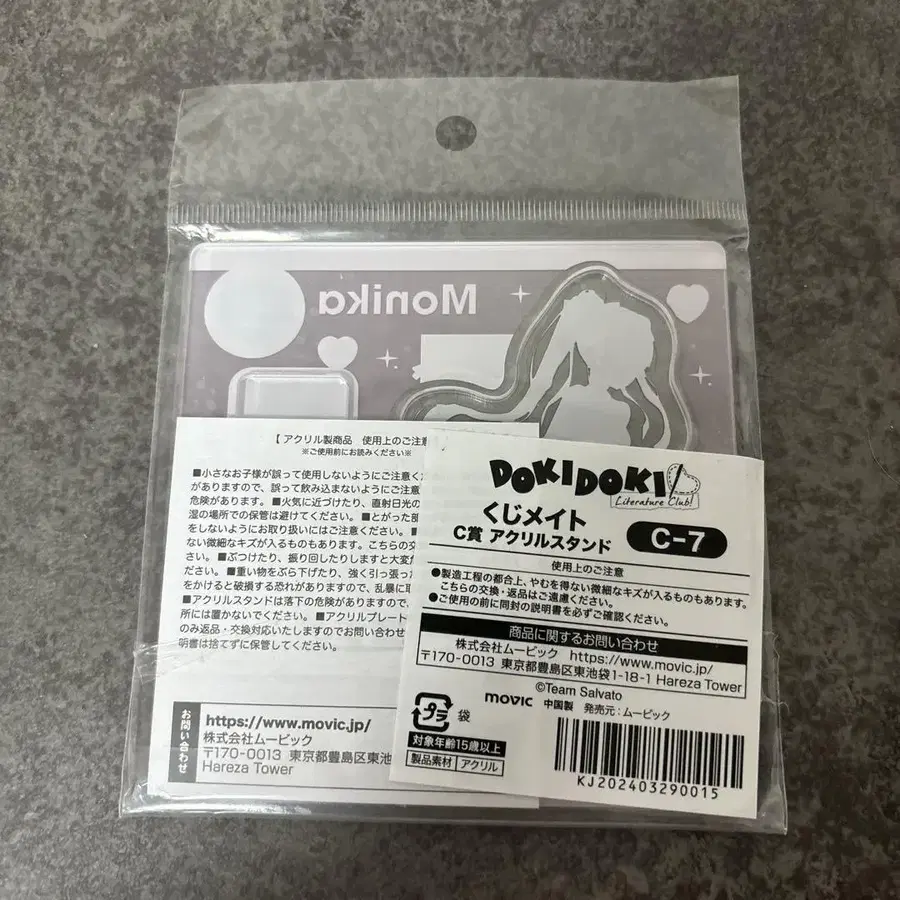 Monika
【 アクリル製商品 使用上のご注意
※ご使用前にお読みください
■小さなお子様が誤って使用しないようにご注意く
がありますので、誤って飲み込まないようにご注意
危険があります。■火気に近づけたり、直射日光の
湿の場所での保管は避けてください。■とがった部
をしないようにお取り扱いにはご注意ください。
ない微細なキズが入るものもあります。こちらの交
ださい。■ぶつけたり、振り回したりしますと大変
ださい。■重い物をぶら下げたり、強く引っ張った
をかけると破損する恐れがありますので、乱暴に取
■アクリルスタンドは落下の危険がありますので、
所には置かないでください。■アクリルプレート
のみ返品・交換対応いたしますのでお問い合わせ
明書は捨てずに保管してください。
お問い合わせ
https://www.movic.jp/
株式会社ムービック
〒170-0013 東京都豊島区東池
Hareza Tower
DOKI DOKI
Literature Club!
くじメイト
C賞 アクリルスタンド
C-7
使用上のご注意
●製造工程の都合上、やむを得ない微細なキズが入るものもあります。
こちらの交換・返品はご遠慮ください。
●ご使用の前に同封の説明書を必ずご確認ください。
商品に関するお問い合わせ
株式会社ムービック https://www.movic.jp/
〒170-0013 東京都豊島区東池袋1-18-1 Hareza Tower
©Team Salvato
プラ 袋 movic 中国製 発売元：ムービック
対象年齢15歳以上
製品素材 アクリル
KJ202403290015